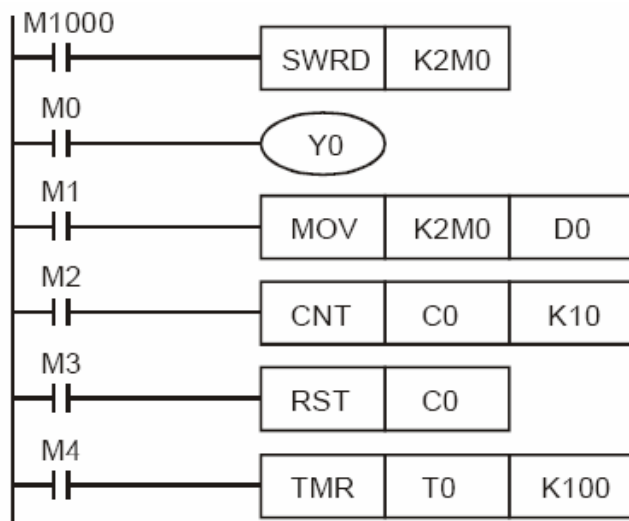 M1000
SWRD K2M0
M0
Y0
M1
MOV K2M0 D0
M2
CNT C0 K10
M3
RST C0
M4
TMR T0 K100